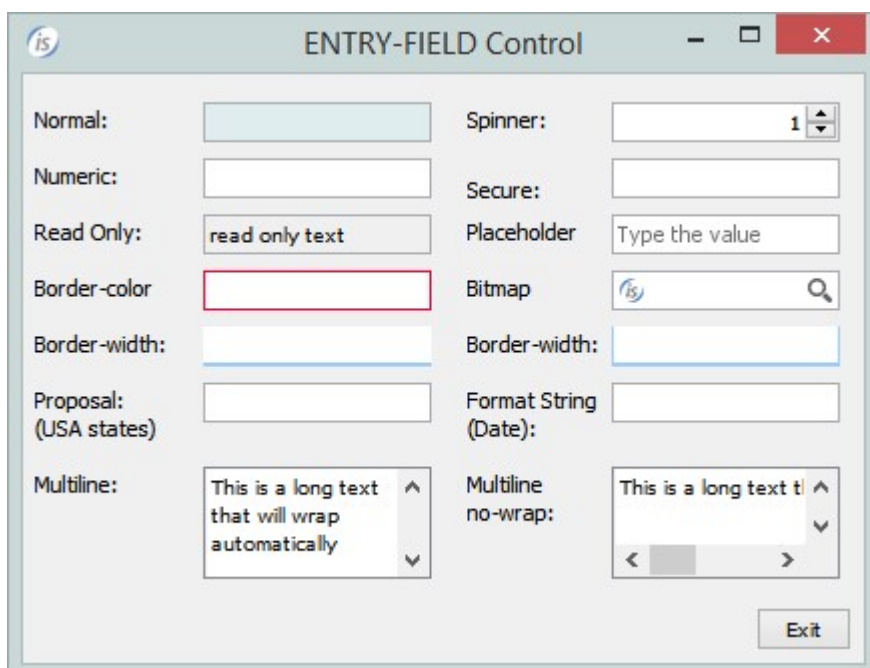 is
ENTRY-FIELD Control
Normal:
Spinner:
1
Numeric:
Secure:
Read Only:
read only text
Placeholder
Type the value
Border-color
Bitmap
is
Border-width:
Border-width:
Proposal:
(USA states)
Format String
(Date):
Multiline:
This is a long text
that will wrap
automatically
Multiline
no-wrap:
This is a long text
Exit